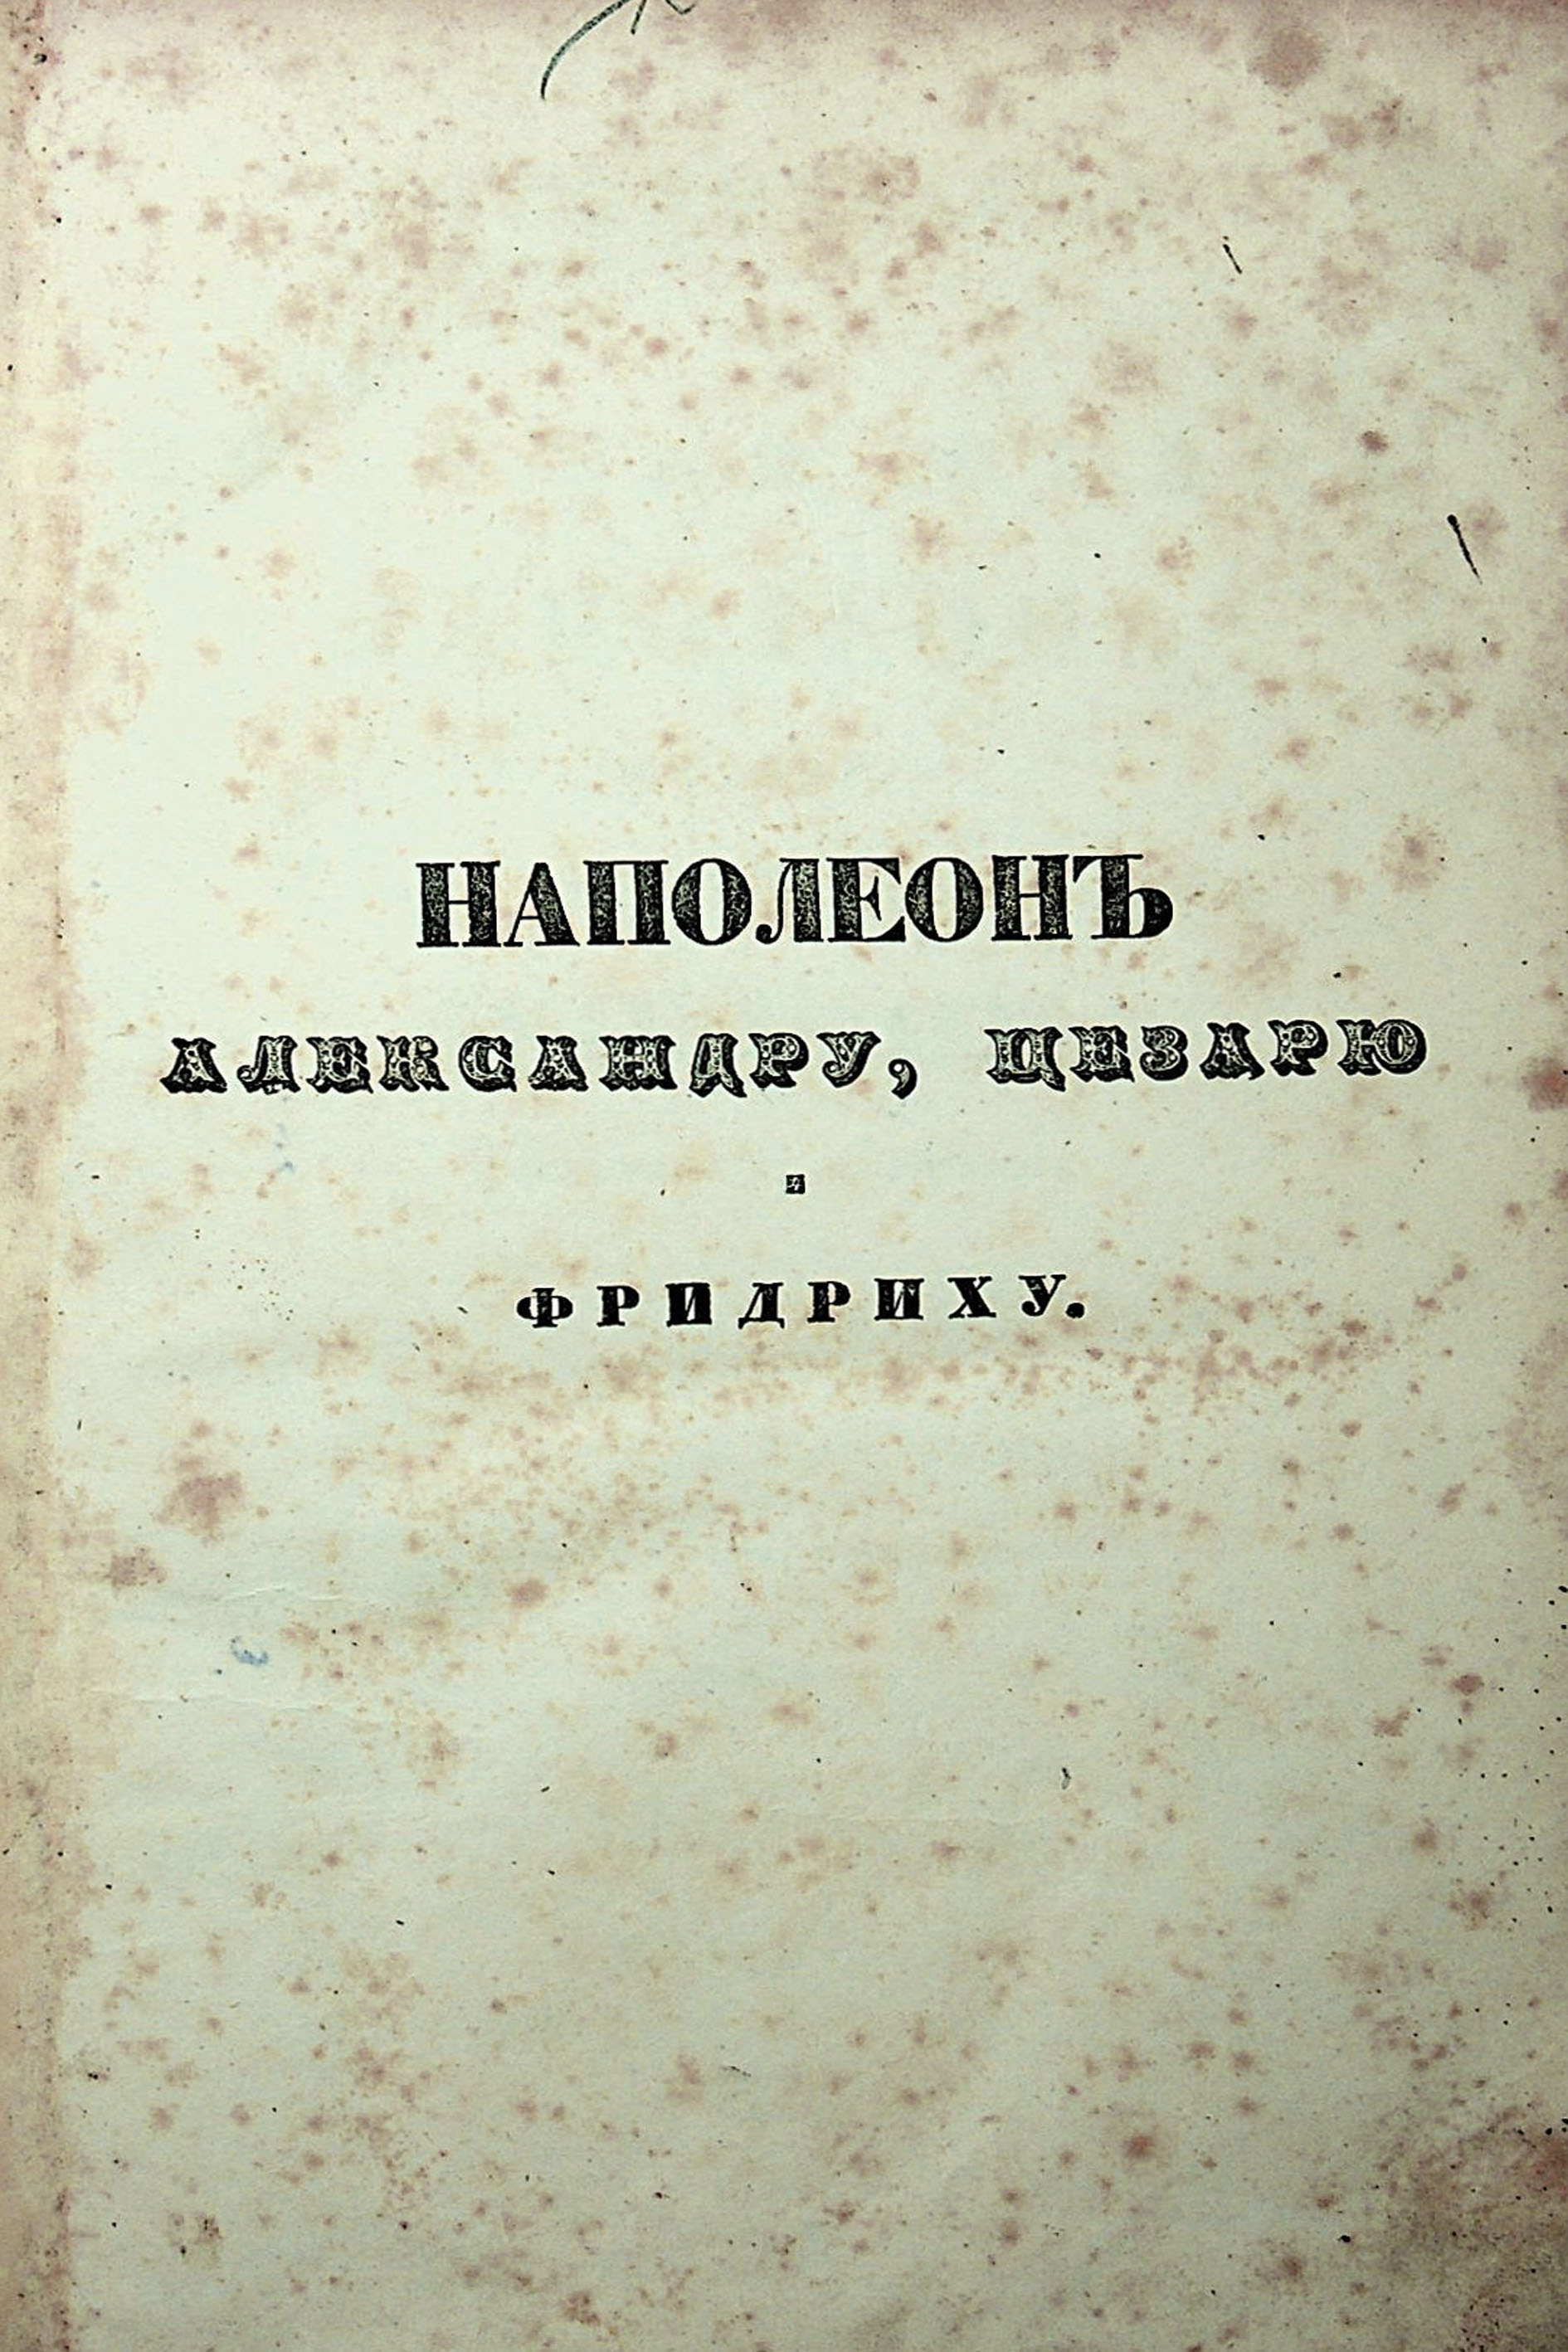 НАПОЛЕОНЪ
АЛЕКСАНДРУ, ЦЕЗАРЮ
И
ФРИДРИХУ.